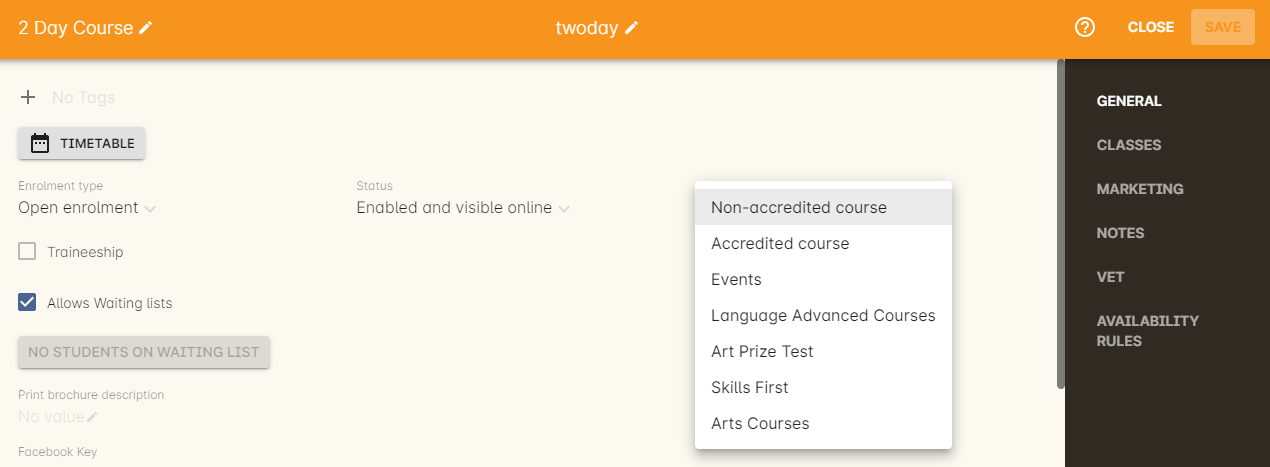 2 Day Course
twoday
CLOSE
SAVE
No Tags
TIMETABLE
Enrolment type
Open enrolment
Status
Enabled and visible online
Traineeship
Allows Waiting lists
NO STUDENTS ON WAITING LIST
Print brochure description
No value
Facebook Key
Non-accredited course
Accredited course
Events
Language Advanced Courses
Art Prize Test
Skills First
Arts Courses
GENERAL
CLASSES
MARKETING
NOTES
VET
AVAILABILITY
RULES